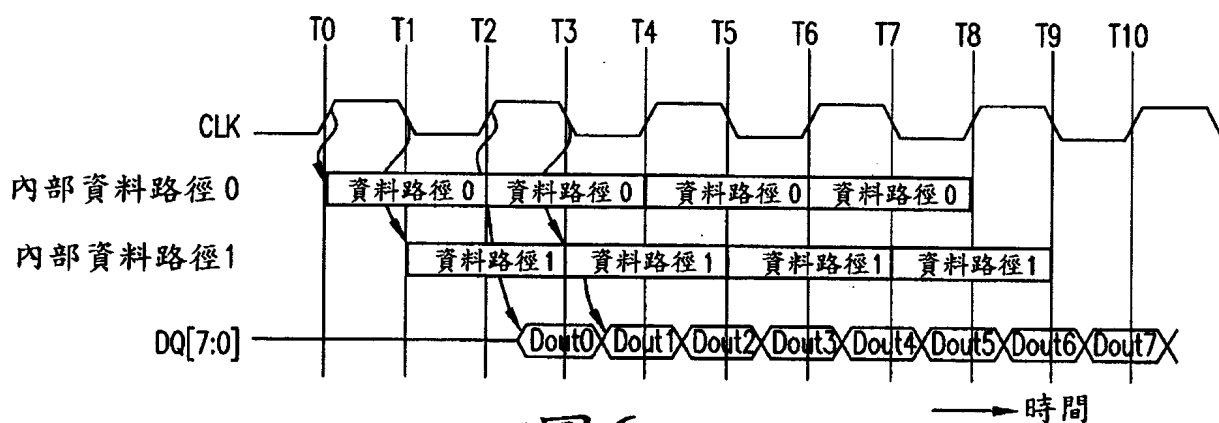 T0 T1 T2 T3 T4 T5 T6 T7 T8 T9 T10
CLK
內部資料路徑0 資料路徑0 資料路徑0 資料路徑0 資料路徑0
內部資料路徑1 資料路徑1 資料路徑1 資料路徑1 資料路徑1
DQ[7:0] Dout0 Dout1 Dout2 Dout3 Dout4 Dout5 Dout6 Dout7
時間